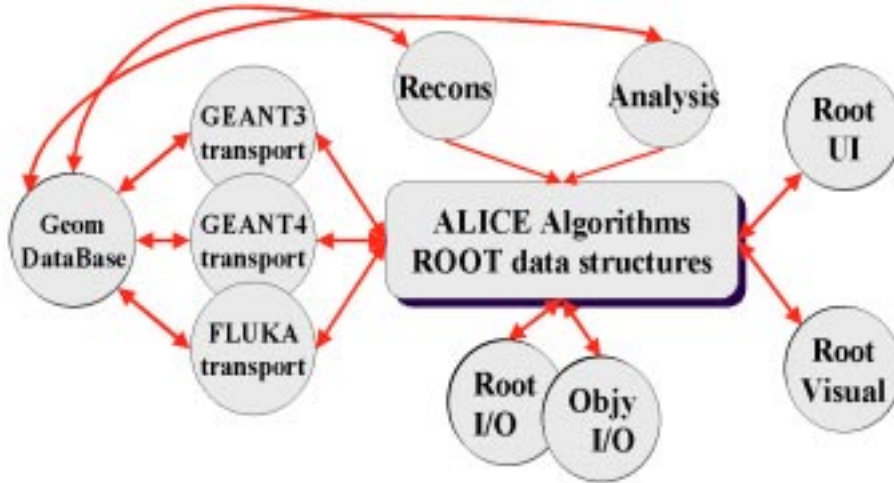 Recons
Analysis
Root
UI
GEANT3
transport
Geom
DataBase
GEANT4
transport
ALICE Algorithms
ROOT data structures
FLUKA
transport
Root
I/O
Objy
I/O
Root
Visual